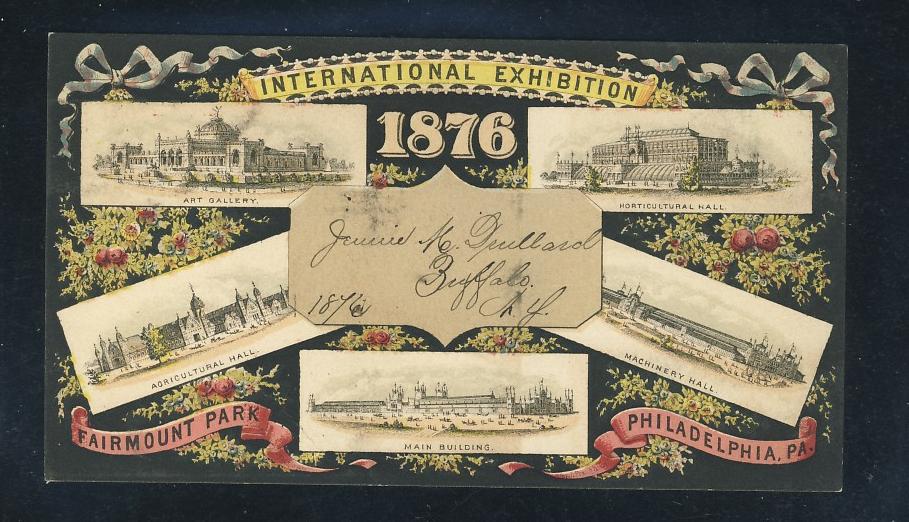 INTERNATIONAL EXHIBITION
1876
ART GALLERY.
HORTICULTURAL HALL.
Jennie M.
Buffalo.
1876 N.Y.
AGRICULTURAL HALL.
MACHINERY HALL
MAIN BUILDING.
FAIRMOUNT PARK
PHILADELPHIA, PA.